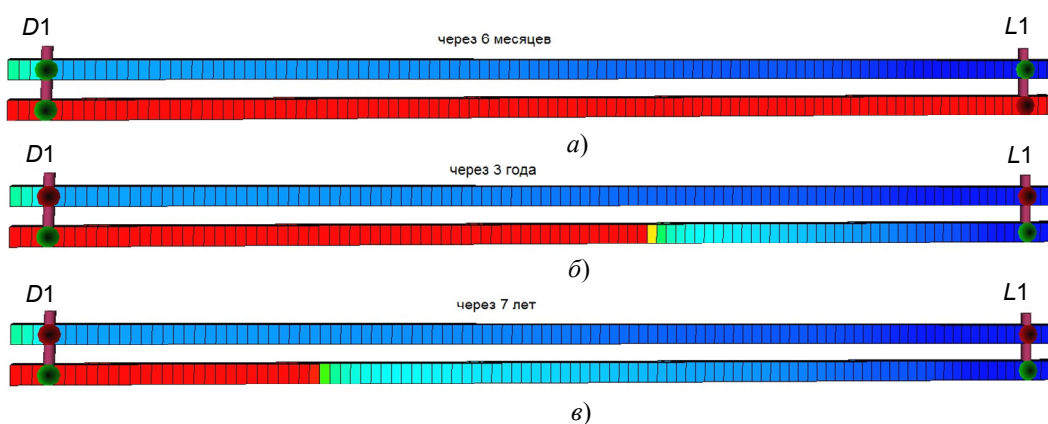 D1 L1
через 6 месяцев
а)
D1 L1
через 3 года
б)
D1 L1
через 7 лет
в)